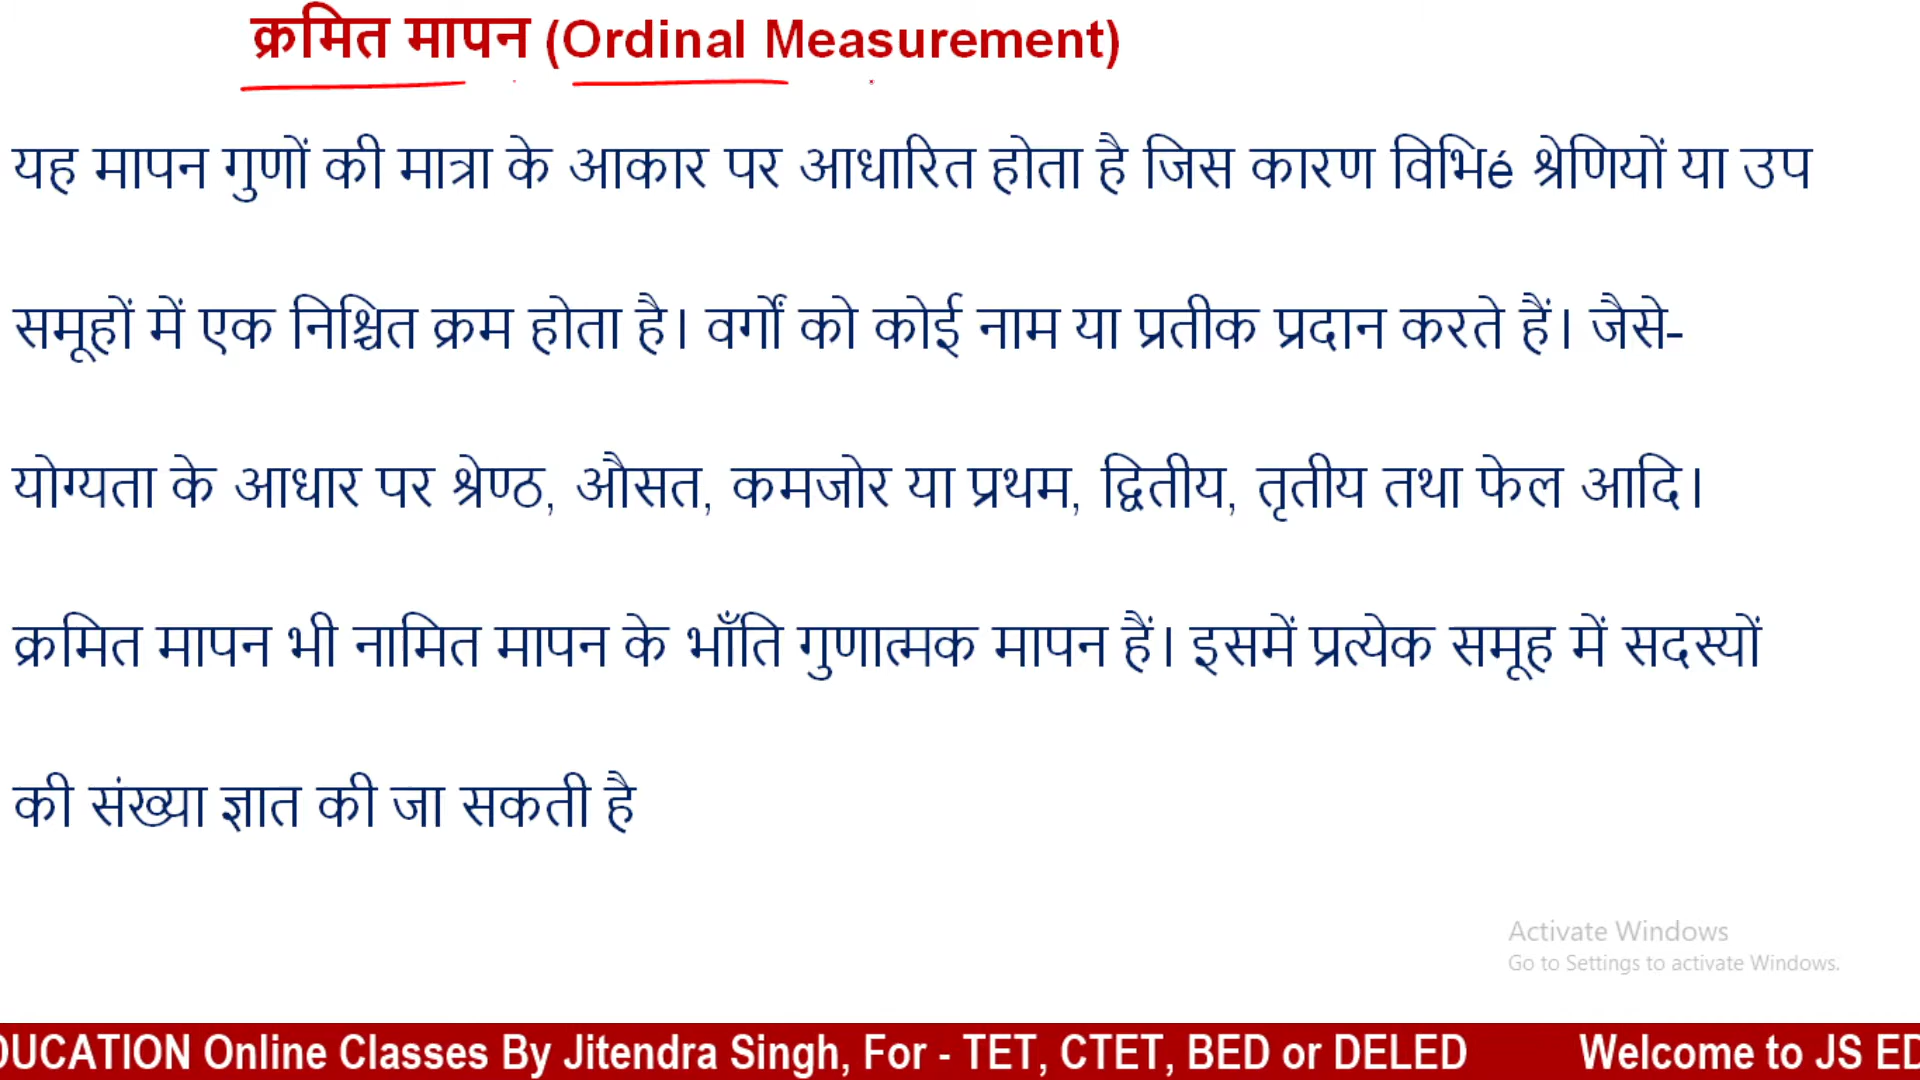 क्रमित मापन (Ordinal Measurement)
यह मापन गुणों की मात्रा के आकार पर आधारित होता है जिस कारण विभिé श्रेणियों या उप
समूहों में एक निश्चित क्रम होता है। वर्गों को कोई नाम या प्रतीक प्रदान करते हैं। जैसे-
योग्यता के आधार पर श्रेण्ठ, औसत, कमजोर या प्रथम, द्वितीय, तृतीय तथा फेल आदि।
क्रमित मापन भी नामित मापन के भाँति गुणात्मक मापन हैं। इसमें प्रत्येक समूह में सदस्यों
की संख्या ज्ञात की जा सकती है
Activate Windows
Go to Settings to activate Windows.
DUCATION Online Classes By Jitendra Singh, For - TET, CTET, BED or DELED Welcome to JS ED